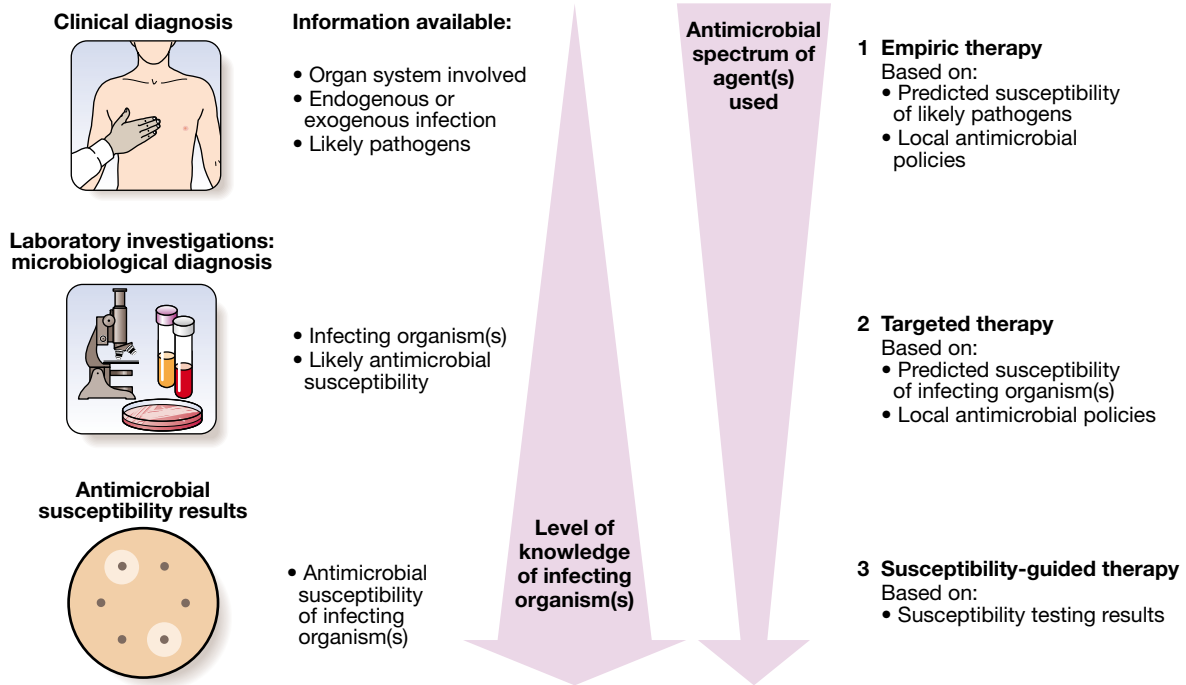 Clinical diagnosis
Information available:
• Organ system involved
• Endogenous or
exogenous infection
• Likely pathogens
Antimicrobial
spectrum of
agent(s)
used
1 Empiric therapy
Based on:
• Predicted susceptibility
of likely pathogens
• Local antimicrobial
policies
Laboratory investigations:
microbiological diagnosis
• Infecting organism(s)
• Likely antimicrobial
susceptibility
2 Targeted therapy
Based on:
• Predicted susceptibility
of infecting organism(s)
• Local antimicrobial policies
Antimicrobial
susceptibility results
• Antimicrobial
susceptibility
of infecting
organism(s)
Level of
knowledge
of infecting
organism(s)
3 Susceptibility-guided therapy
Based on:
• Susceptibility testing results